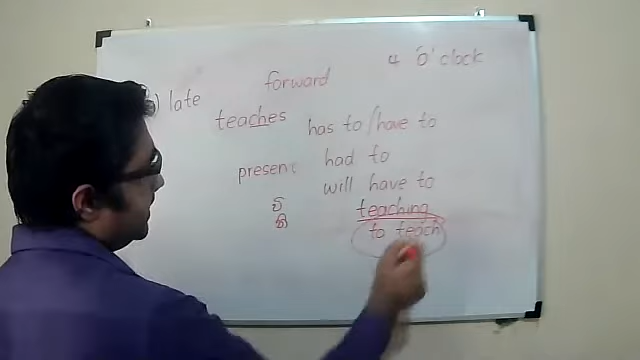 4 'O' clock
forward
) late
teaches
has to / have to
had to
present
will have to
වි
ති
teaching
to teach